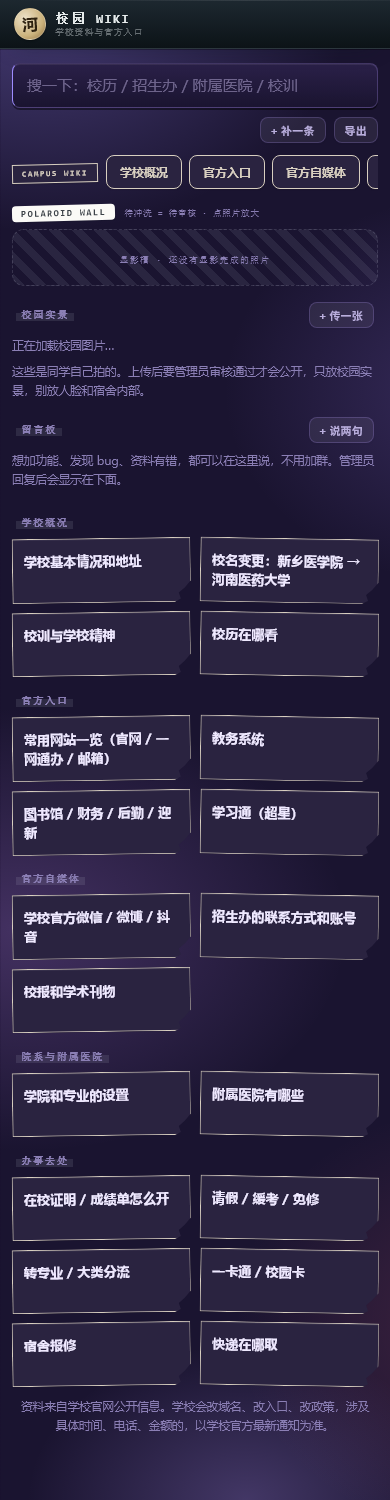 河
校园 WIKI
学校资料与官方入口
搜一下：校历 / 招生办 / 附属医院 / 校训
+ 补一条
导出
CAMPUS WIKI
学校概况
官方入口
官方自媒体
POLAROID WALL
待冲洗 = 待审核 · 点照片放大
显影槽 · 还没有显影完成的照片
校园实景
+ 传一张
正在加载校园图片…
这些是同学自己拍的。上传后要管理员审核通过才会公开，只放校园实
景，别放人脸和宿舍内部。
留言板
+ 说两句
想加功能、发现 bug、资料有错，都可以在这里说，不用加群。管理员
回复后会显示在下面。
学校概况
学校基本情况和地址
校名变更：新乡医学院 →
河南医药大学
校训与学校精神
校历在哪看
官方入口
常用网站一览（官网 / 一
网通办 / 邮箱）
教务系统
图书馆 / 财务 / 后勤 / 迎
新
学习通（超星）
官方自媒体
学校官方微信 / 微博 / 抖
音
招生办的联系方式和账号
校报和学术刊物
院系与附属医院
学院和专业的设置
附属医院有哪些
办事去处
在校证明 / 成绩单怎么开
请假 / 缓考 / 免修
转专业 / 大类分流
一卡通 / 校园卡
宿舍报修
快递在哪取
资料来自学校官网公开信息。学校会改域名、改入口、改政策，涉及
具体时间、电话、金额的，以学校官方最新通知为准。